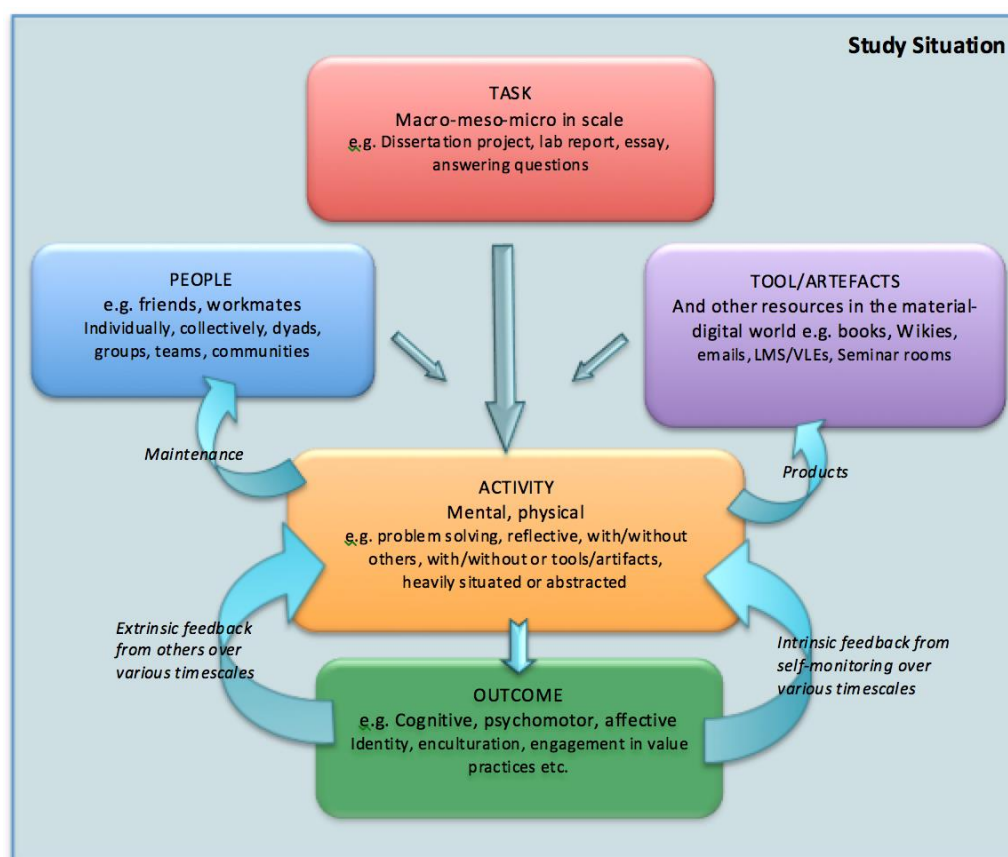 Study Situation
TASK
Macro-meso-micro in scale
e.g. Dissertation project, lab report, essay,
answering questions
PEOPLE
e.g. friends, workmates
Individually, collectively, dyads,
groups, teams, communities
TOOL/ARTEFACTS
And other resources in the material-
digital world e.g. books, Wikies,
emails, LMS/VLEs, Seminar rooms
Maintenance
Products
ACTIVITY
Mental, physical
e.g. problem solving, reflective, with/without
others, with/without or tools/artifacts,
heavily situated or abstracted
Extrinsic feedback
from others over
various timescales
Intrinsic feedback from
self-monitoring over
various timescales
OUTCOME
e.g. Cognitive, psychomotor, affective
Identity, enculturation, engagement in value
practices etc.